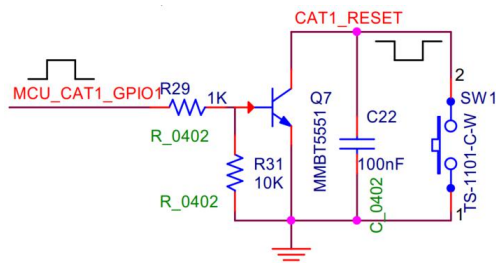 CAT1_RESET
MCU_CAT1_GPIO1
R29
1K
R_0402
R31
10K
R_0402
Q7
MMBT5551
C22
100nF
C_0402
2
SW1
TS-1101-C-W
1